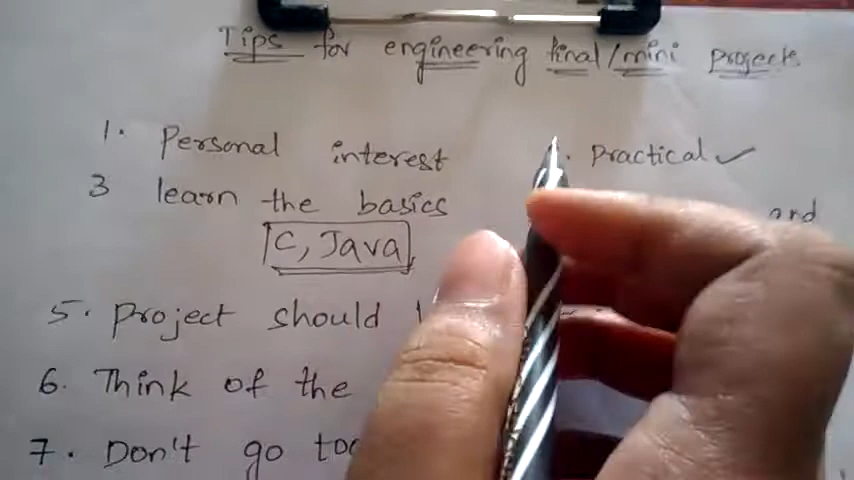 Tips for engineering final/mini projects
1. Personal interest . Practical ✓
3 learn the basics and
C, Java
5. Project should
6. Think of the
7. Don't go too